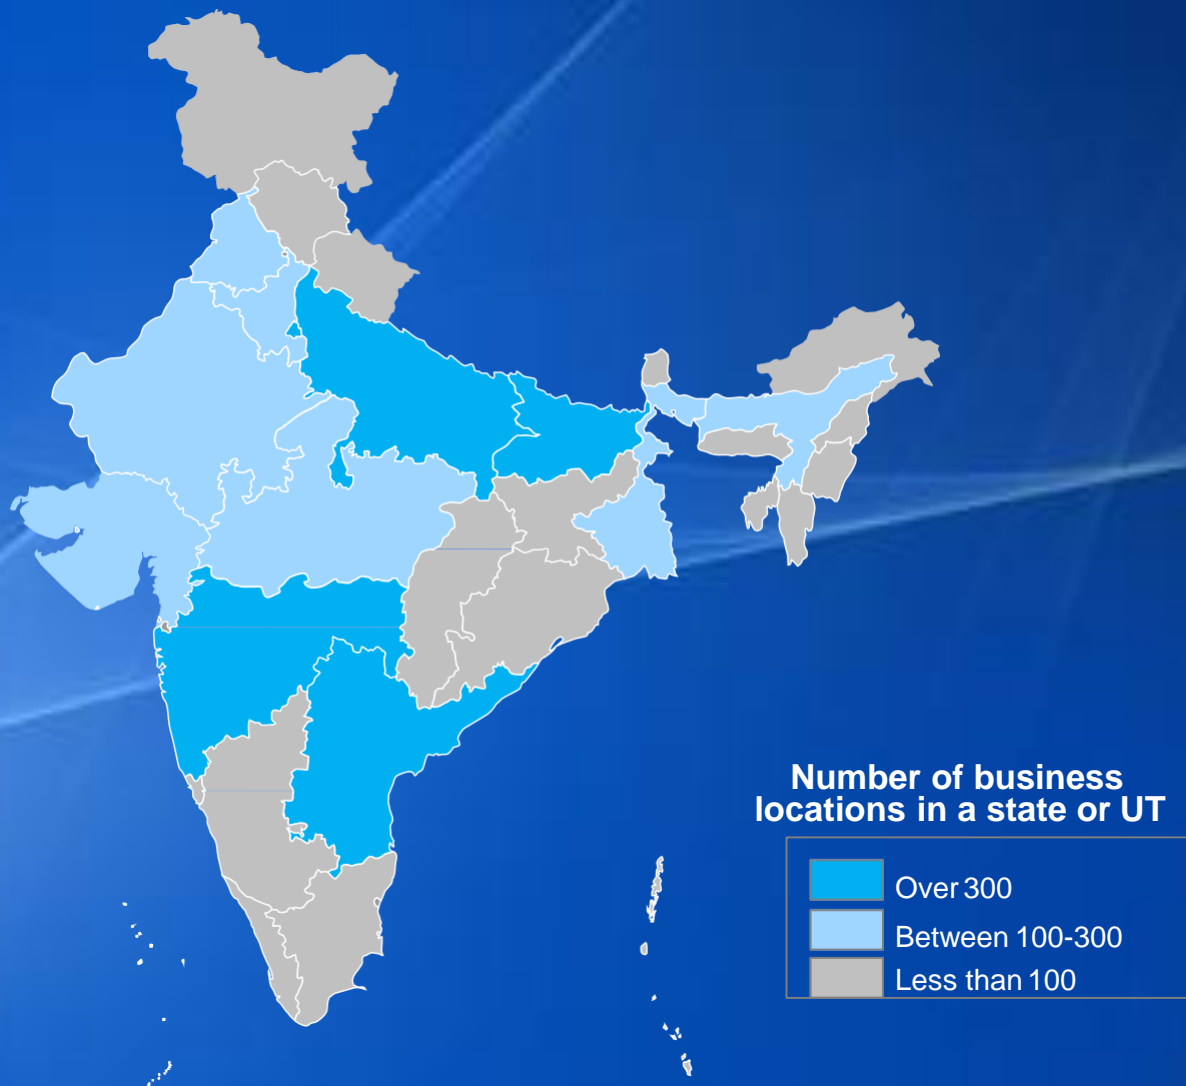 Number of business
locations in a state or UT
Over 300
Between 100-300
Less than 100